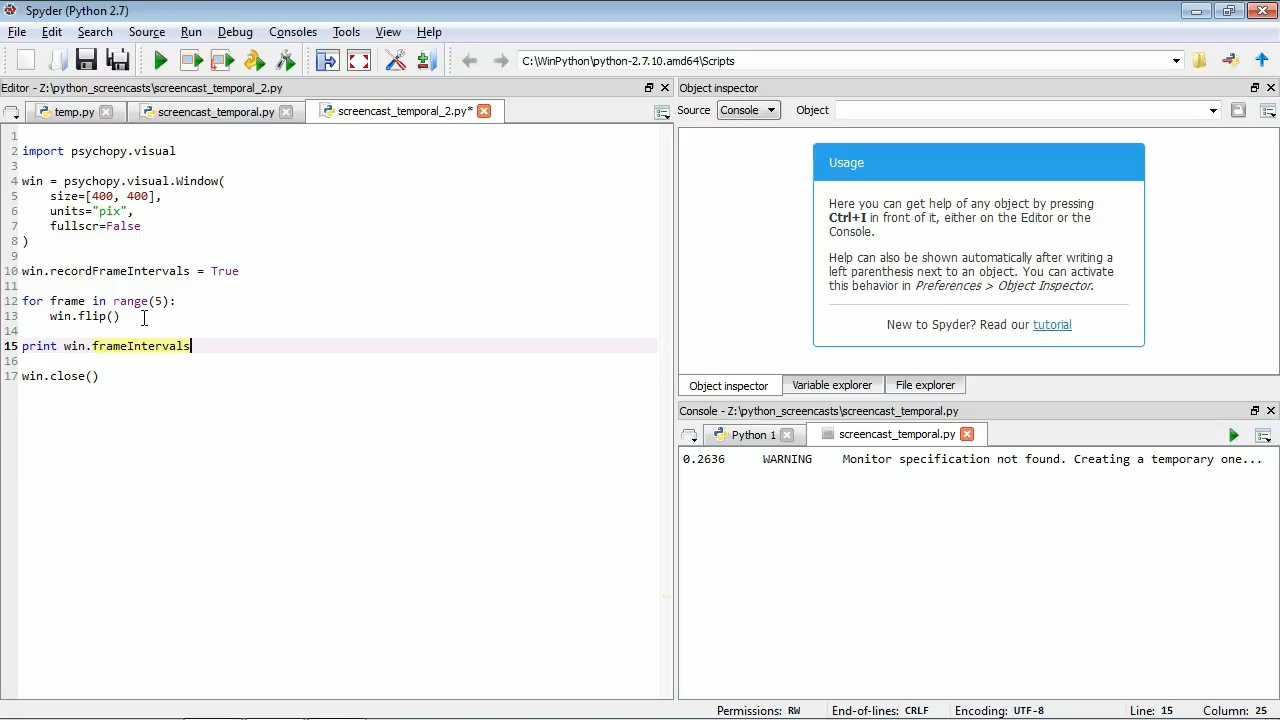 Spyder (Python 2.7)
File Edit Search Source Run Debug Consoles Tools View Help
C:\WinPython\python-2.7.10.amd64\Scripts
Editor - Z:\python_screencasts\screencast_temporal_2.py
temp.py screencast_temporal.py screencast_temporal_2.py*
1
2 import psychopy.visual
3
4 win = psychopy.visual.Window(
5 size=[400, 400],
6 units="pix",
7 fullscr=False
8 )
9
10 win.recordFrameIntervals = True
11
12 for frame in range(5):
13 win.flip()
14
15 print win.frameIntervals
16
17 win.close()
Object inspector
Source Console Object
Usage
Here you can get help of any object by pressing
Ctrl+I in front of it, either on the Editor or the
Console.
Help can also be shown automatically after writing a
left parenthesis next to an object. You can activate
this behavior in Preferences > Object Inspector.
New to Spyder? Read our tutorial
Object inspector Variable explorer File explorer
Console - Z:\python_screencasts\screencast_temporal.py
Python 1 screencast_temporal.py
0.2636 WARNING Monitor specification not found. Creating a temporary one...
Permissions: RW End-of-lines: CRLF Encoding: UTF-8 Line: 15 Column: 25